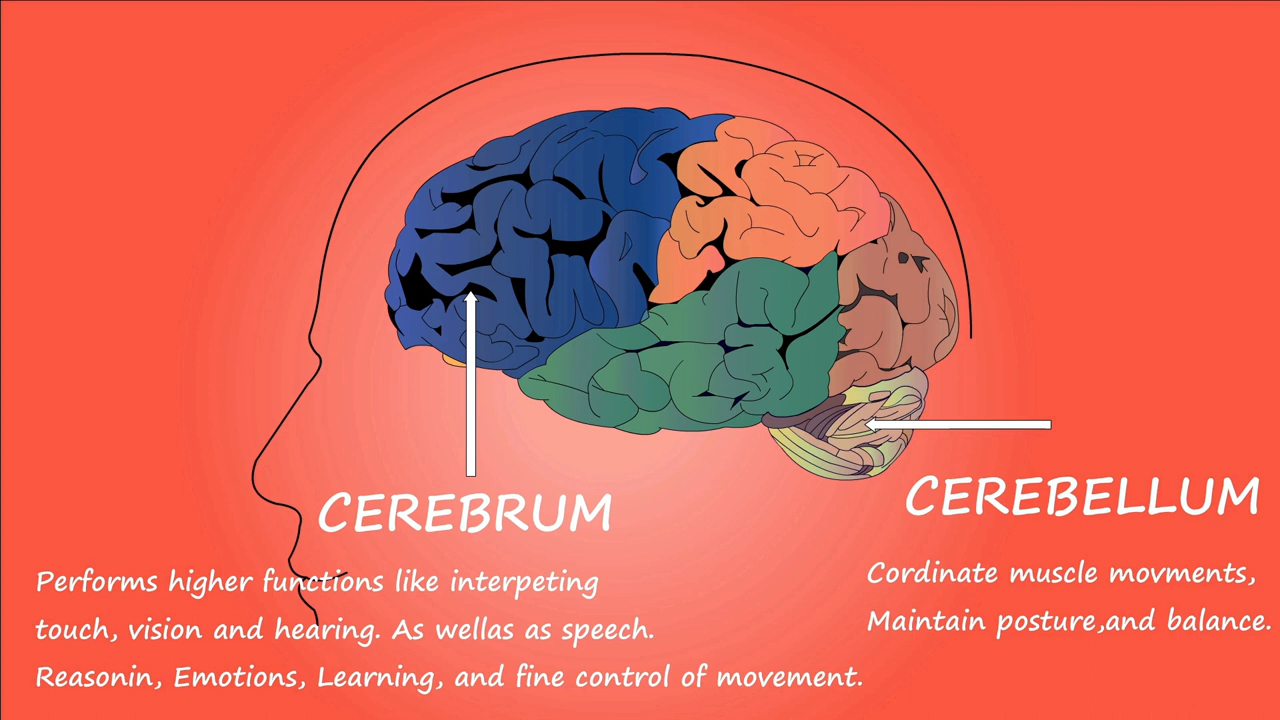 CEREBRUM
Performs higher functions like interpeting
touch, vision and hearing. As wellas as speech.
Reasonin, Emotions, Learning, and fine control of movement.
CEREBELLUM
Cordinate muscle movments,
Maintain posture,and balance.